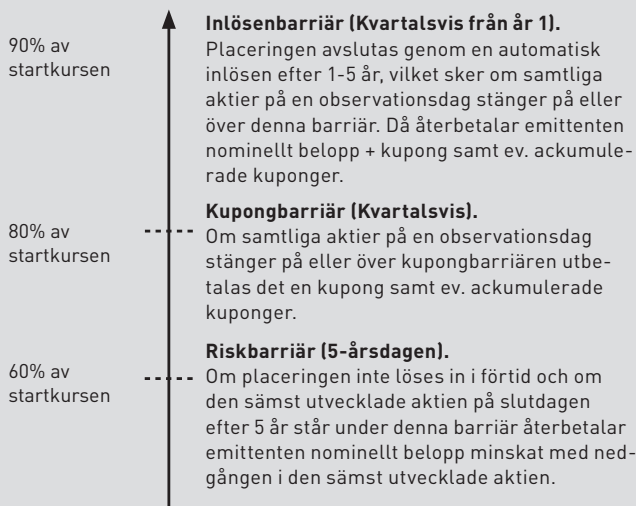 90% av
startkursen
Inlösenbarriär (Kvartalsvis från år 1).
Placeringen avslutas genom en automatisk
inlösen efter 1-5 år, vilket sker om samtliga
aktier på en observationsdag stänger på eller
över denna barriär. Då återbetalar emittenten
nominellt belopp + kupong samt ev. ackumule-
rade kuponger.
80% av
startkursen
Kupongbarriär (Kvartalsvis).
Om samtliga aktier på en observationsdag
stänger på eller över kupongbarriären utbe-
talas det en kupong samt ev. ackumulerade
kuponger.
60% av
startkursen
Riskbarriär (5-årsdagen).
Om placeringen inte löses in i förtid och om
den sämst utvecklade aktien på slutdagen
efter 5 år står under denna barriär återbetalar
emittenten nominellt belopp minskat med ned-
gången i den sämst utvecklade aktien.